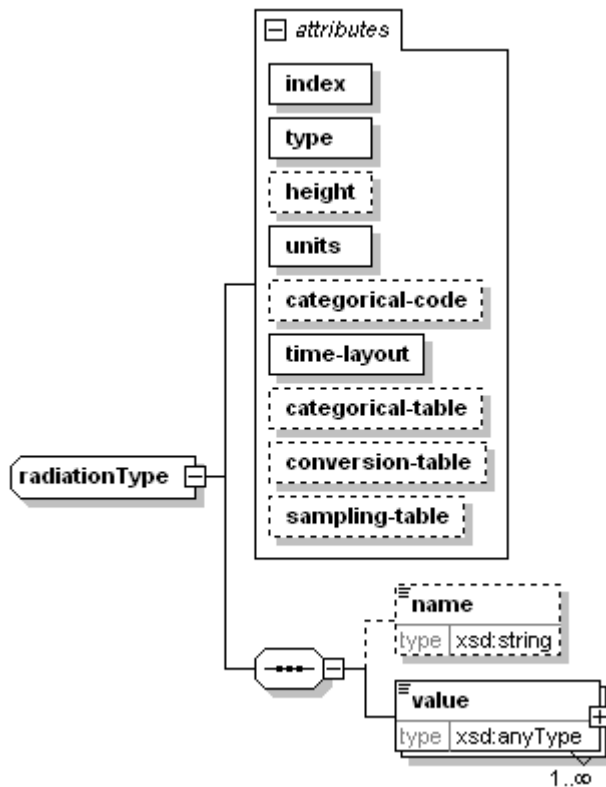 attributes
index
type
height
units
categorical-code
time-layout
categorical-table
conversion-table
sampling-table
radiationType
name
type xsd:string
value
type xsd:anyType
1..∞